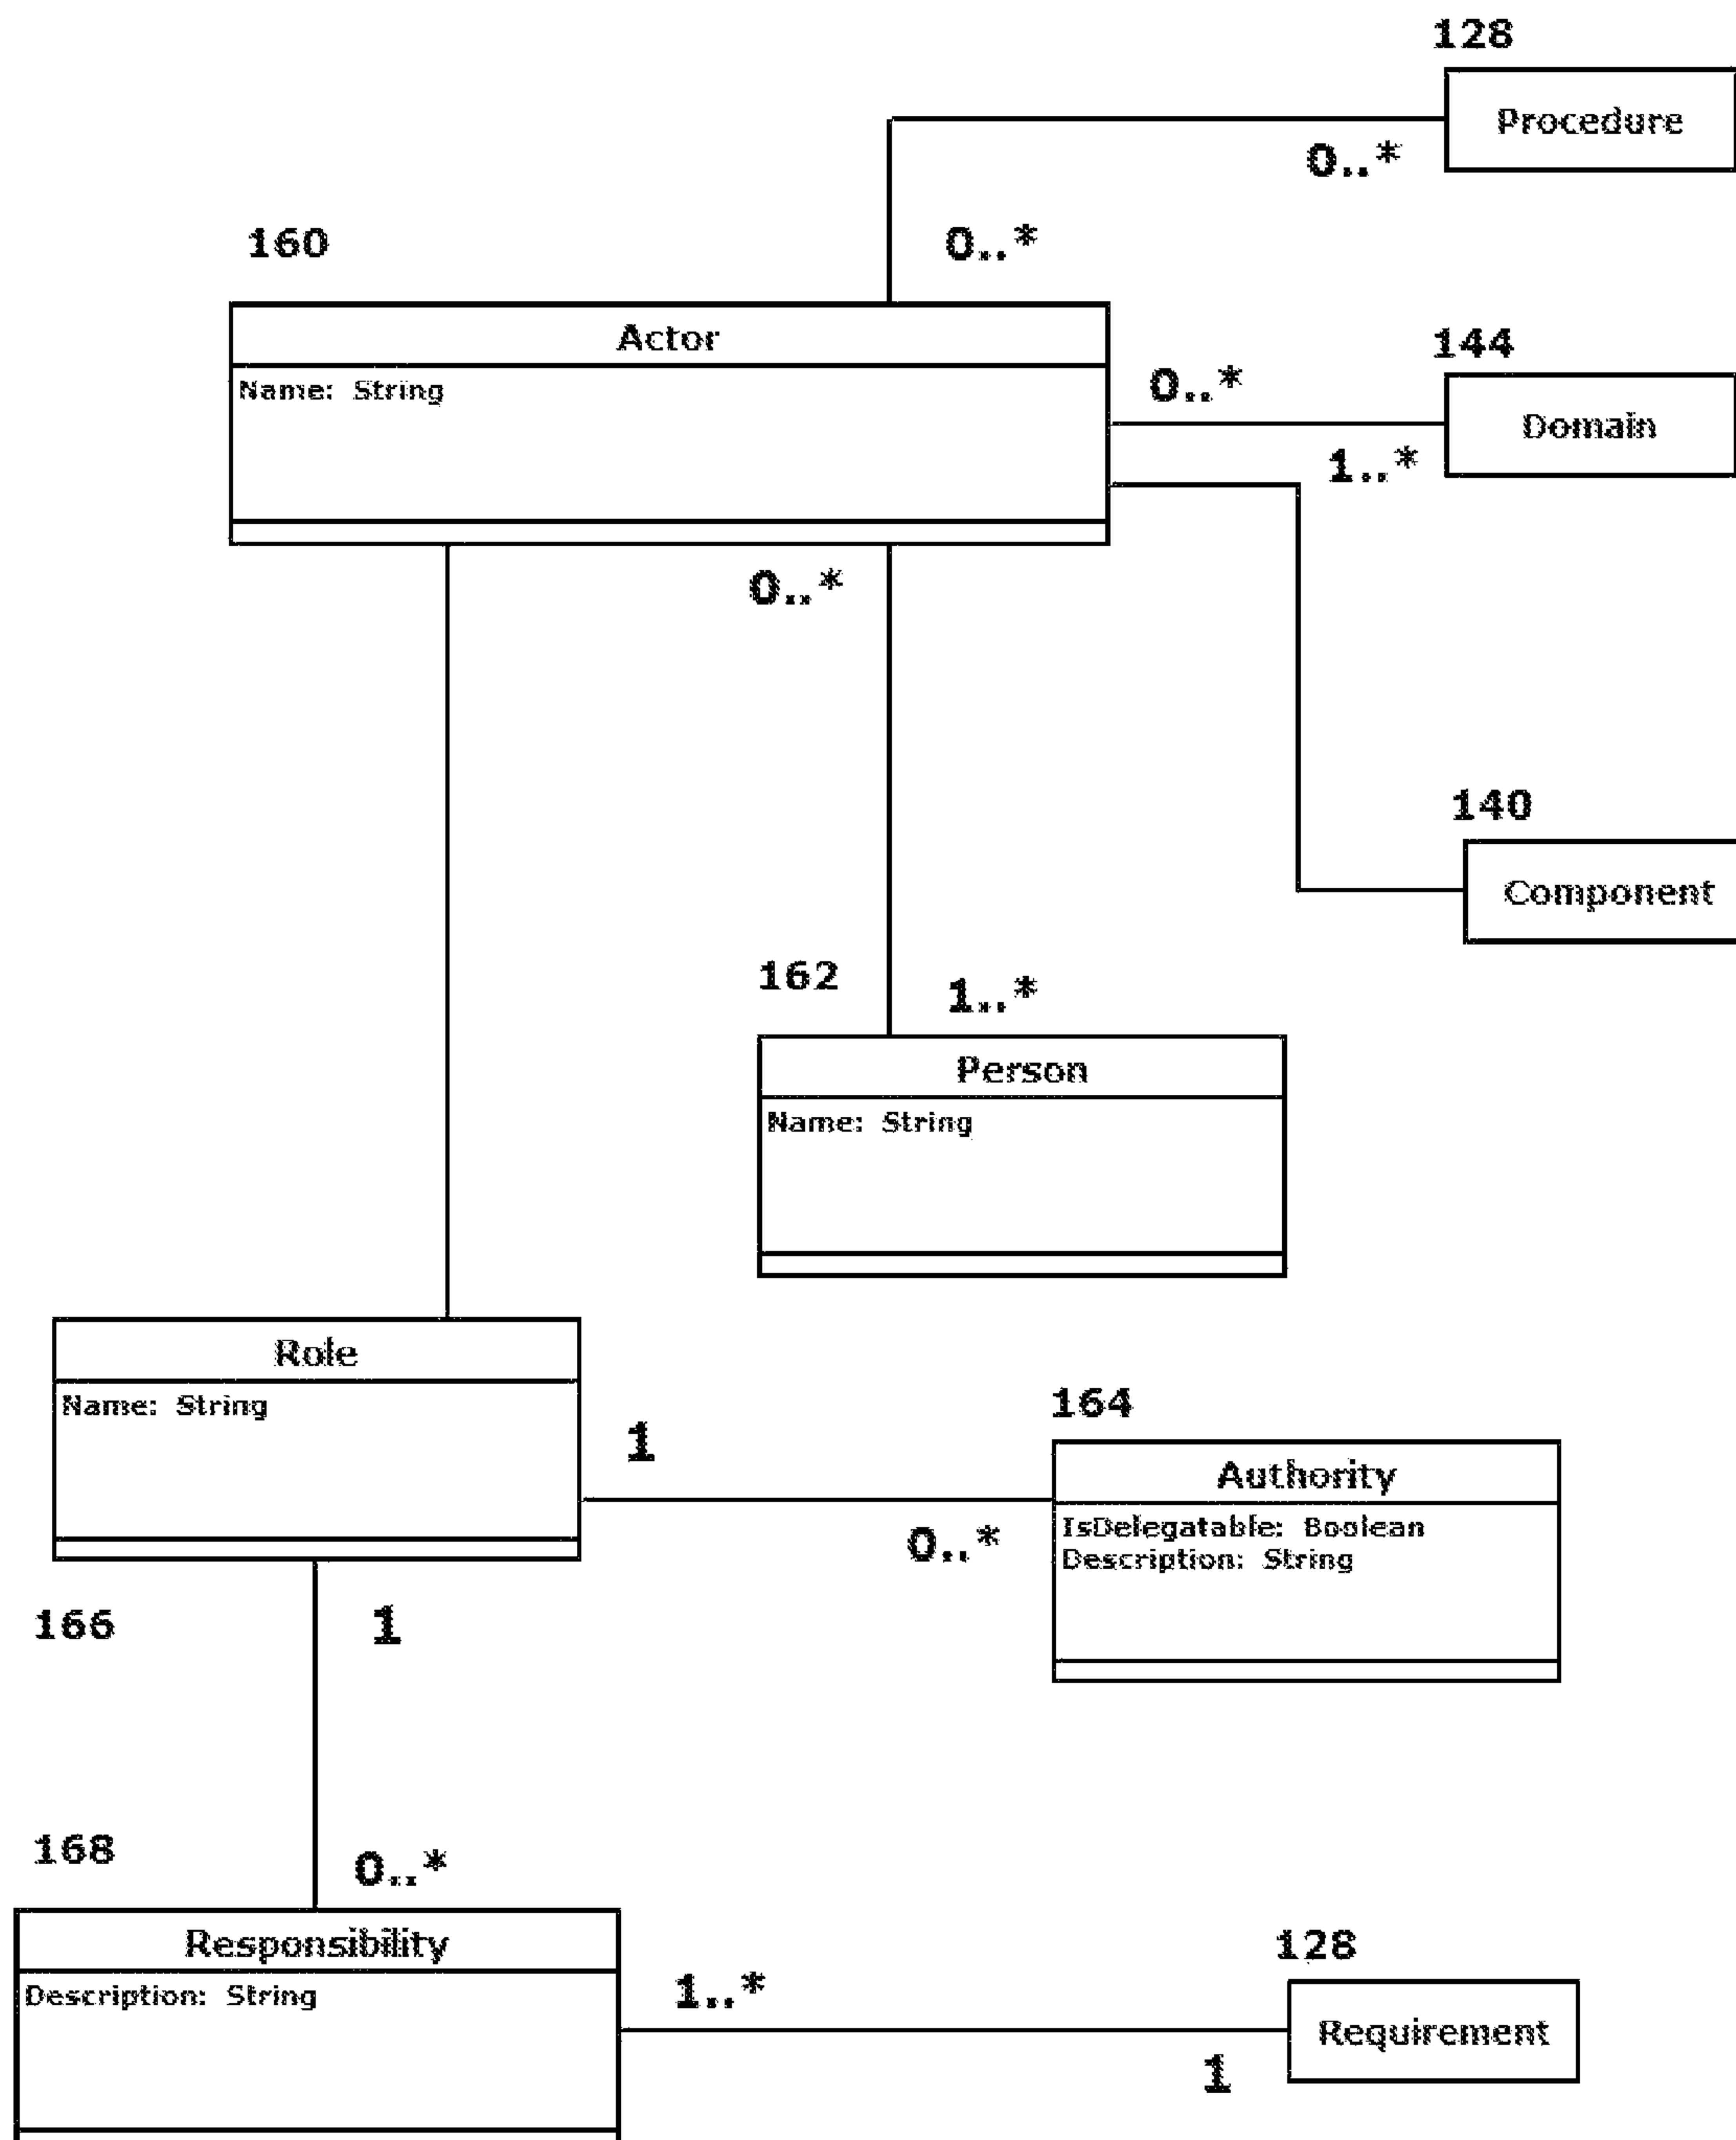 128
Procedure
0..*
160
0..*
Actor
Name: String
144
0..*
Domain
1..*
0..*
140
Component
162
1..*
Person
Name: String
Role
Name: String
1
164
Authority
IsDelegatable: Boolean
Description: String
0..*
166
1
168
0..*
Responsibility
Description: String
1..*
128
Requirement
1